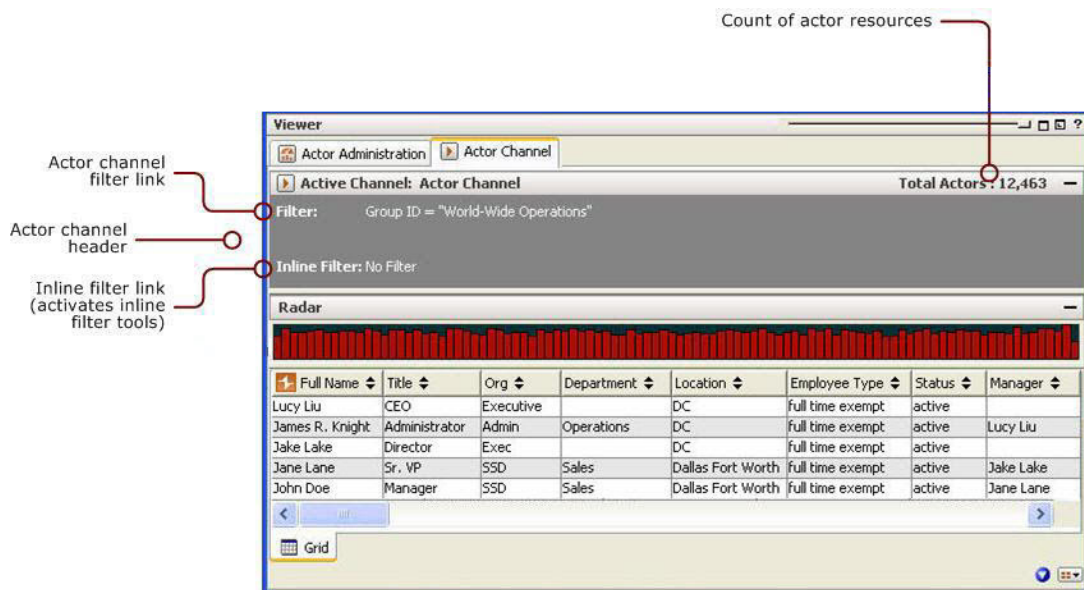 Count of actor resources
Viewer ?
Actor Administration Actor Channel
Actor channel
filter link
Active Channel: Actor Channel Total Actors : 12,463
Filter: Group ID = "World-Wide Operations"
Actor channel
header
Inline Filter: No Filter
Inline filter link
(activates inline
filter tools)
Radar
Full Name Title Org Department Location Employee Type Status Manager
Lucy Liu CEO Executive DC full time exempt active
James R. Knight Administrator Admin Operations DC full time exempt active Lucy Liu
Jake Lake Director Exec DC full time exempt active
Jane Lane Sr. VP SSD Sales Dallas Fort Worth full time exempt active Jake Lake
John Doe Manager SSD Sales Dallas Fort Worth full time exempt active Jane Lane
Grid